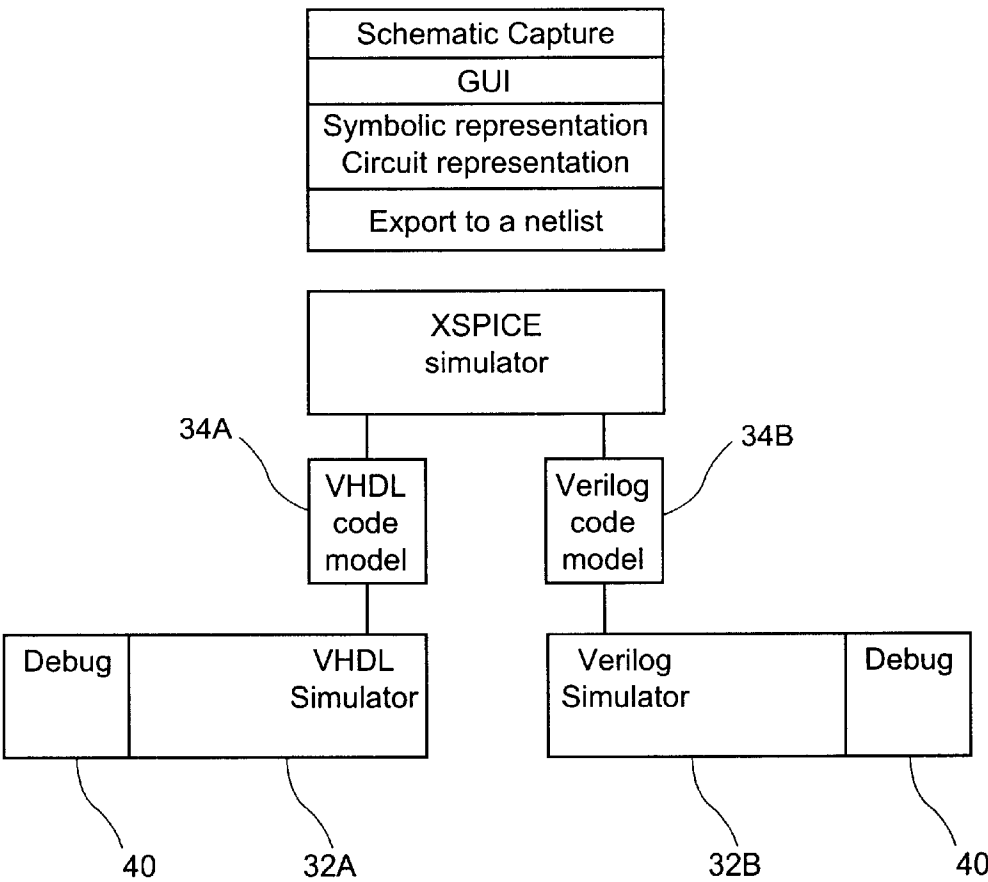 Schematic Capture
GUI
Symbolic representation
Circuit representation
Export to a netlist
XSPICE
simulator
34A
34B
VHDL
code
model
Verilog
code
model
Debug
VHDL
Simulator
Verilog
Simulator
Debug
40
32A
32B
40